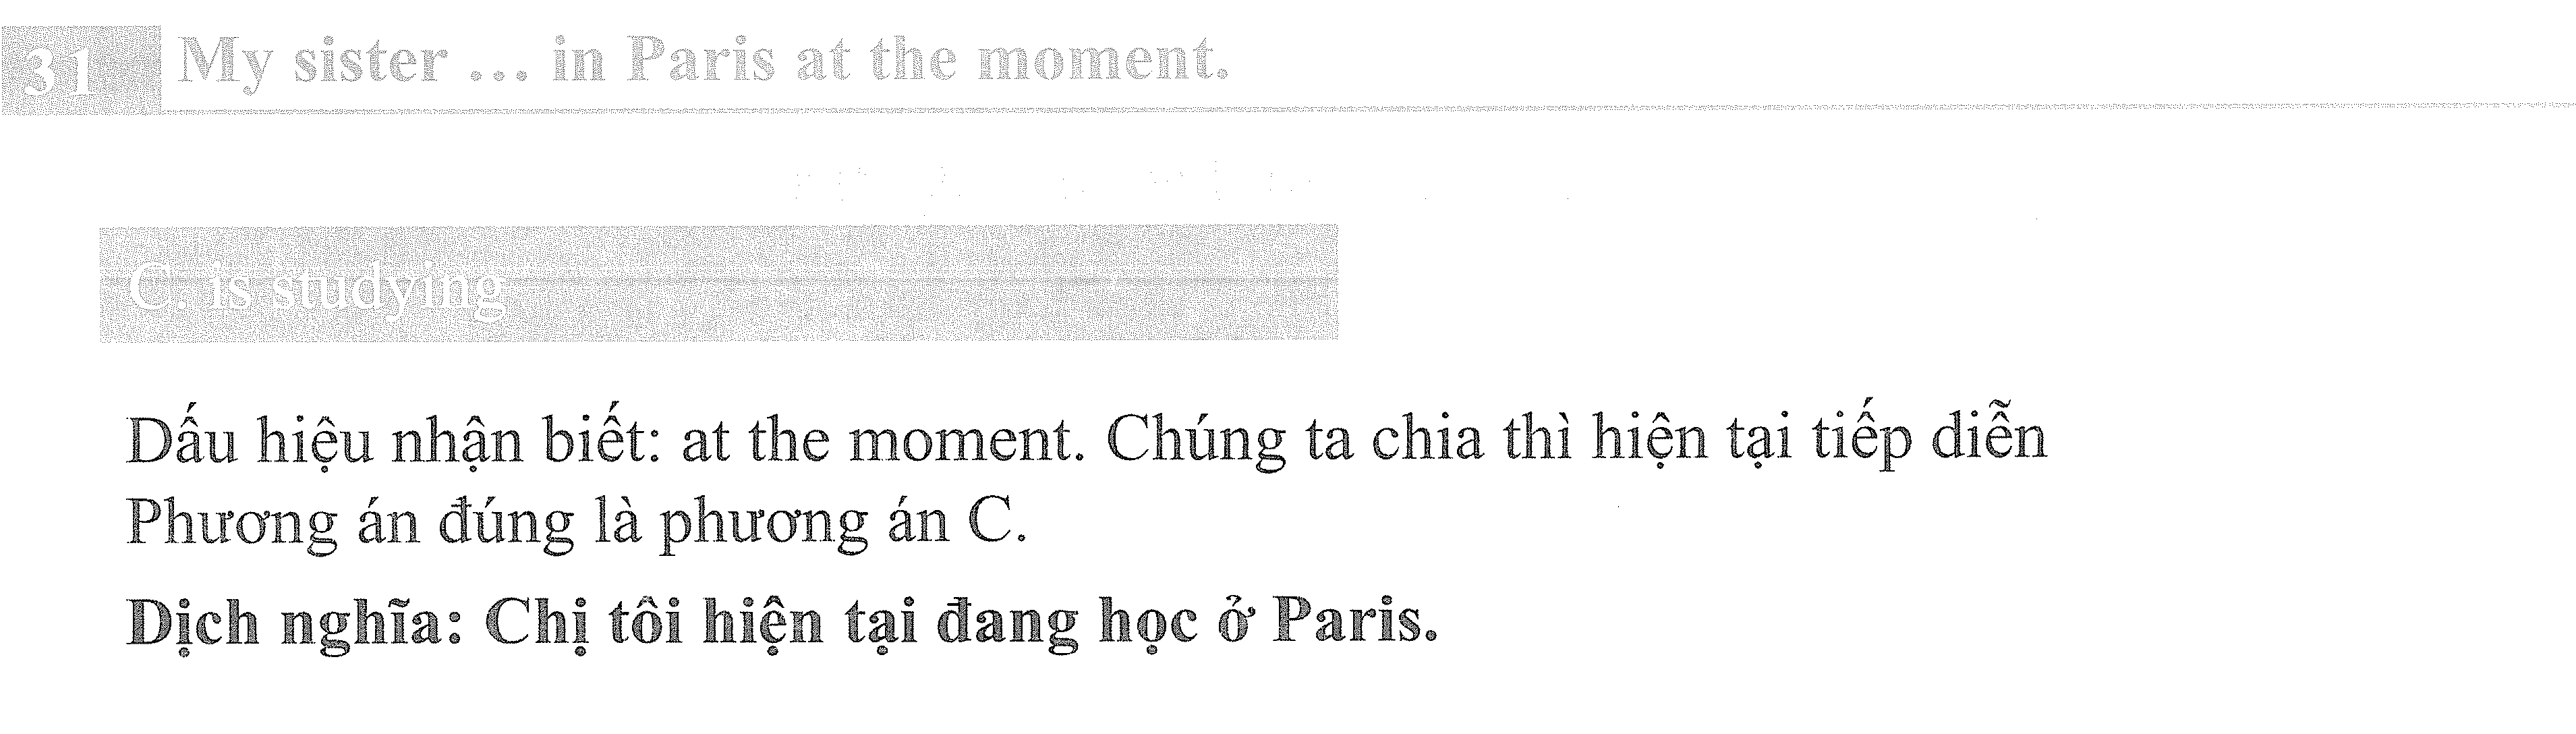 31 My sister ... in Paris at the moment.
C. is studying
Dấu hiệu nhận biết: at the moment. Chúng ta chia thì hiện tại tiếp diễn
Phương án đúng là phương án C.
Dịch nghĩa: Chị tôi hiện tại đang học ở Paris.